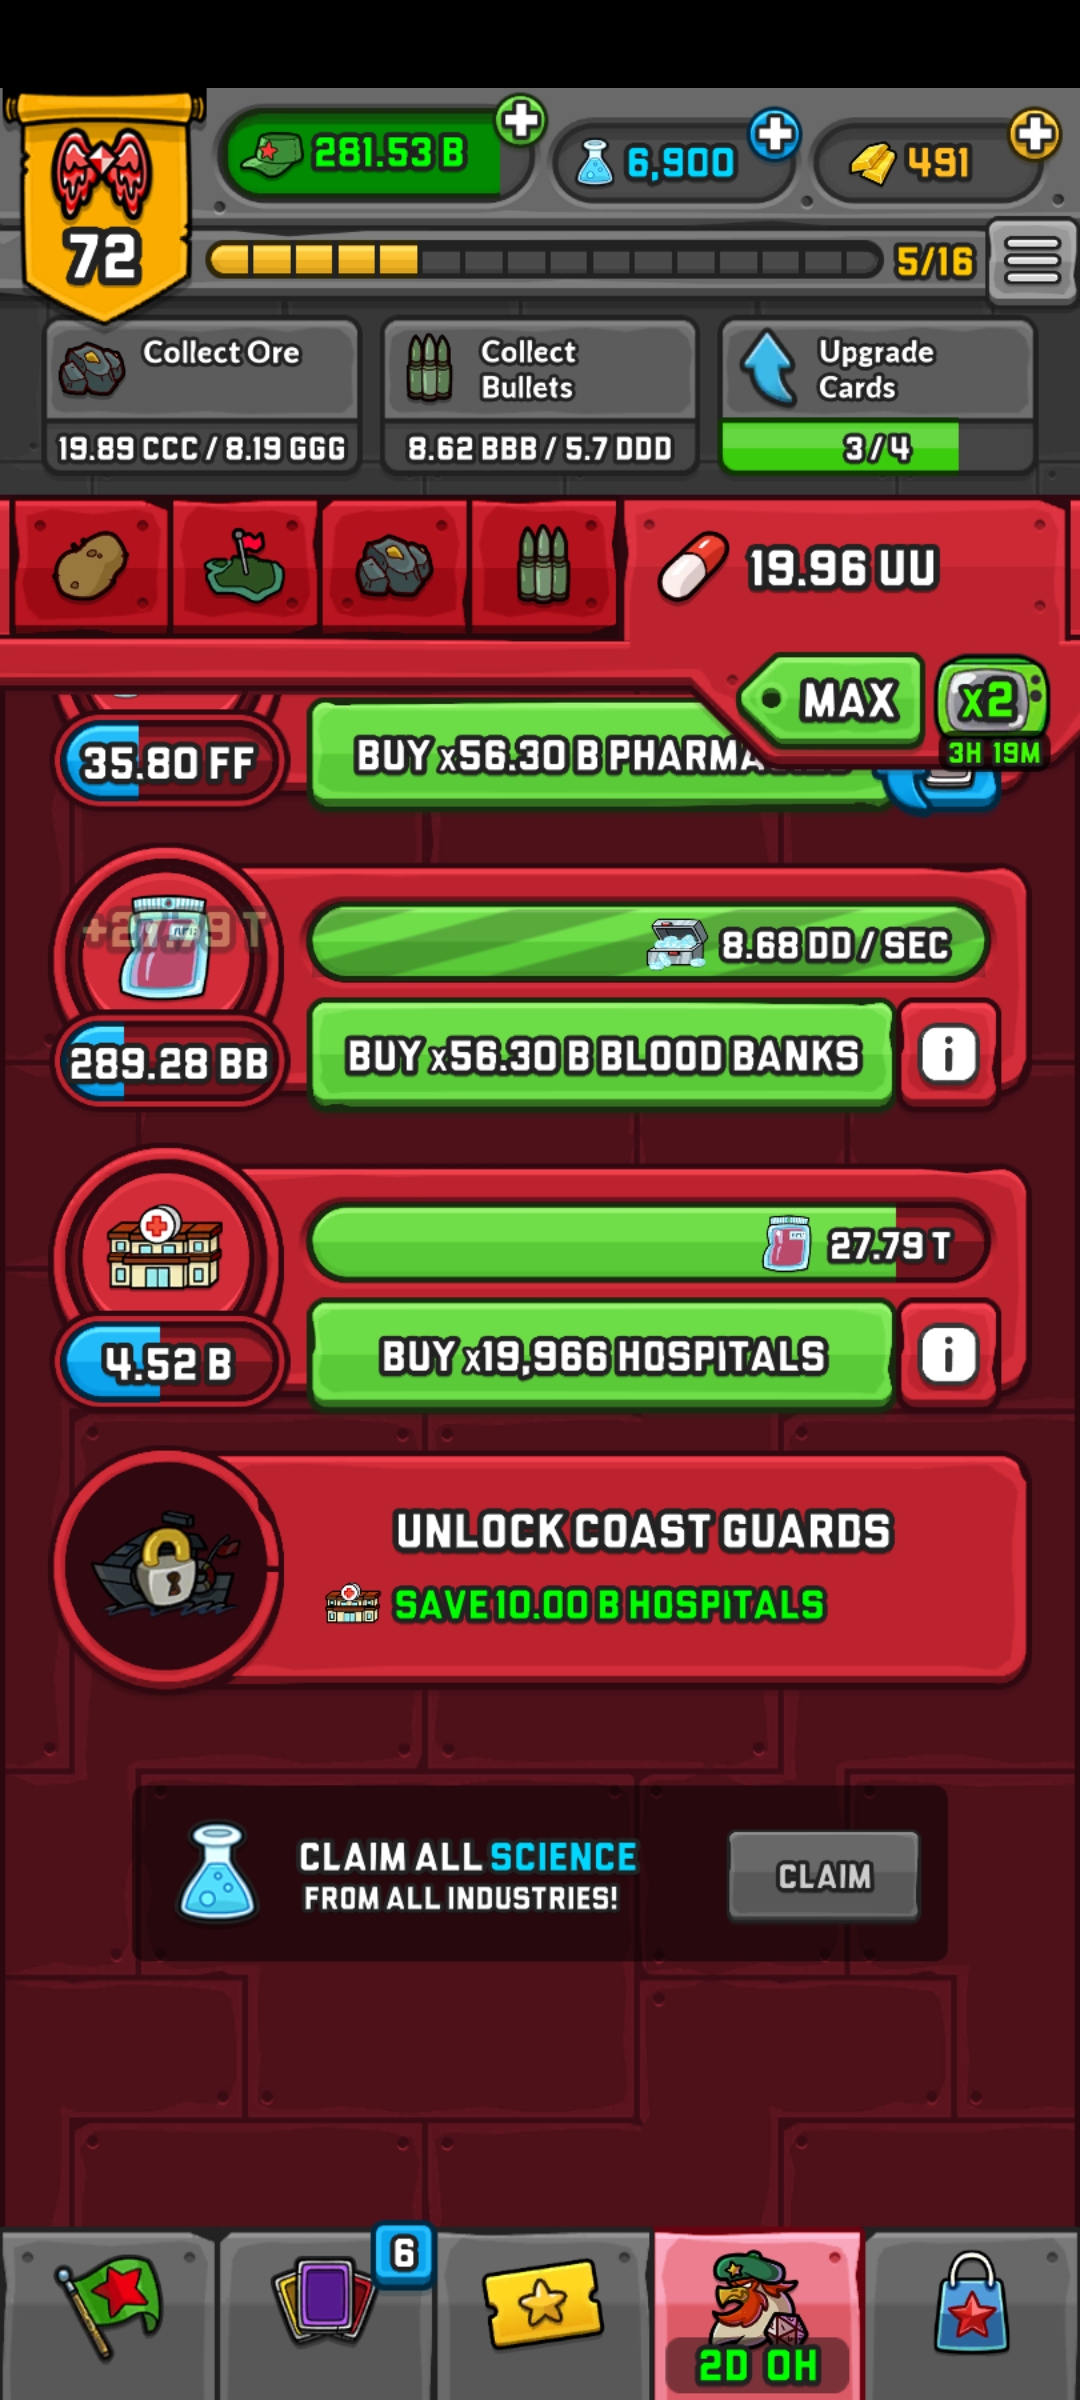 281.53 B
6,900
491
72
5/16
Collect Ore
19.89 CCC / 8.19 GGG
Collect
Bullets
8.62 BBB / 5.7 DDD
Upgrade
Cards
3 / 4
19.96 UU
MAX
x2
3H 19M
35.80 FF
BUY x56.30 B
+27.79 T
8.68 DD / SEC
289.28 BB
BUY x56.30 B BLOOD BANKS
27.79 T
4.52 B
BUY x19,966 HOSPITALS
UNLOCK COAST GUARDS
SAVE 10.00 B HOSPITALS
CLAIM ALL SCIENCE
FROM ALL INDUSTRIES!
CLAIM
6
2D 0H